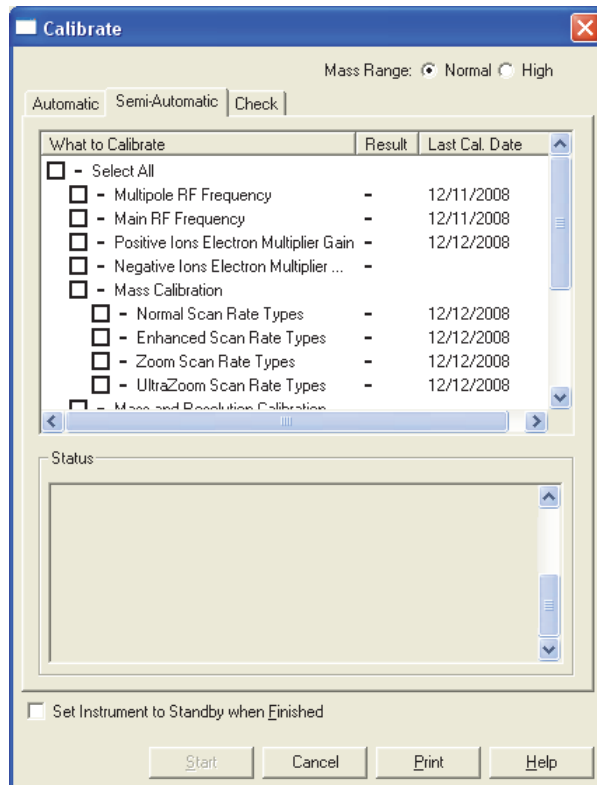 Calibrate
Mass Range: Normal High
Automatic Semi-Automatic Check
What to Calibrate Result Last Cal. Date
- Select All
- Multipole RF Frequency - 12/11/2008
- Main RF Frequency - 12/11/2008
- Positive Ions Electron Multiplier Gain - 12/12/2008
- Negative Ions Electron Multiplier ... -
- Mass Calibration
- Normal Scan Rate Types - 12/12/2008
- Enhanced Scan Rate Types - 12/12/2008
- Zoom Scan Rate Types - 12/12/2008
- UltraZoom Scan Rate Types - 12/12/2008
- Mass and Resolution Calibration
Status
Set Instrument to Standby when Finished
Start Cancel Print Help